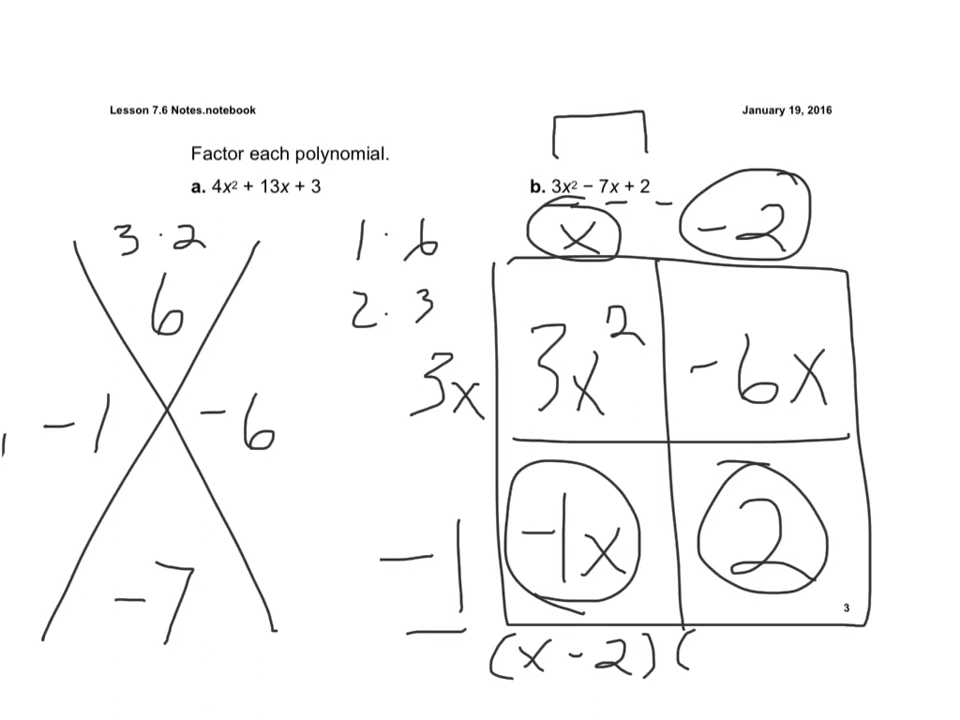 Lesson 7.6 Notes.notebook January 19, 2016
Factor each polynomial.
a. 4x² + 13x + 3 b. 3x² − 7x + 2
3 · 2 1 · 6 x -2
6 2 · 3
3x 3x² -6x
-1 -6
-1 -1x 2
-7
3
(x - 2) (